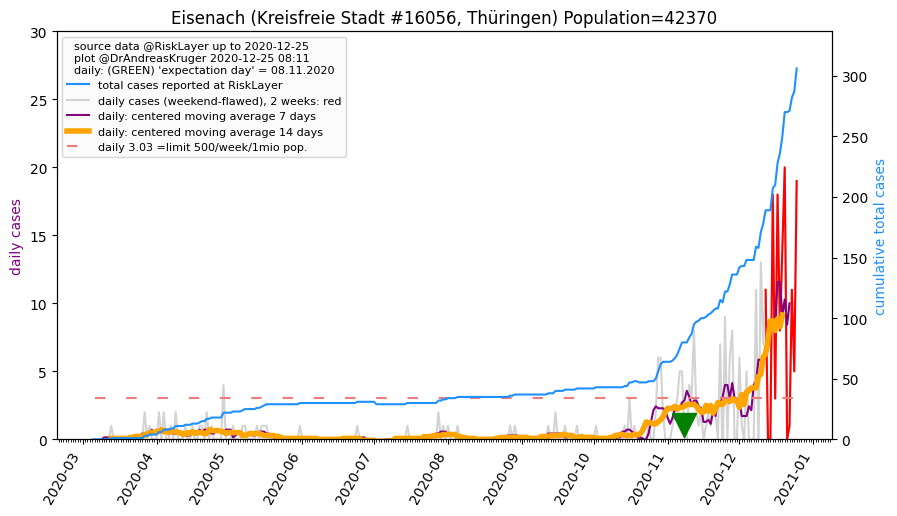 Eisenach (Kreisfreie Stadt #16056, Thüringen) Population=42370
source data @RiskLayer up to 2020-12-25
plot @DrAndreasKruger 2020-12-25 08:11
daily: (GREEN) 'expectation day' = 08.11.2020
total cases reported at RiskLayer
daily cases (weekend-flawed), 2 weeks: red
daily: centered moving average 7 days
daily: centered moving average 14 days
daily 3.03 =limit 500/week/1mio pop.
daily cases
30
25
20
15
10
5
0
cumulative total cases
300
250
200
150
100
50
0
2020-03
2020-04
2020-05
2020-06
2020-07
2020-08
2020-09
2020-10
2020-11
2020-12
2021-01